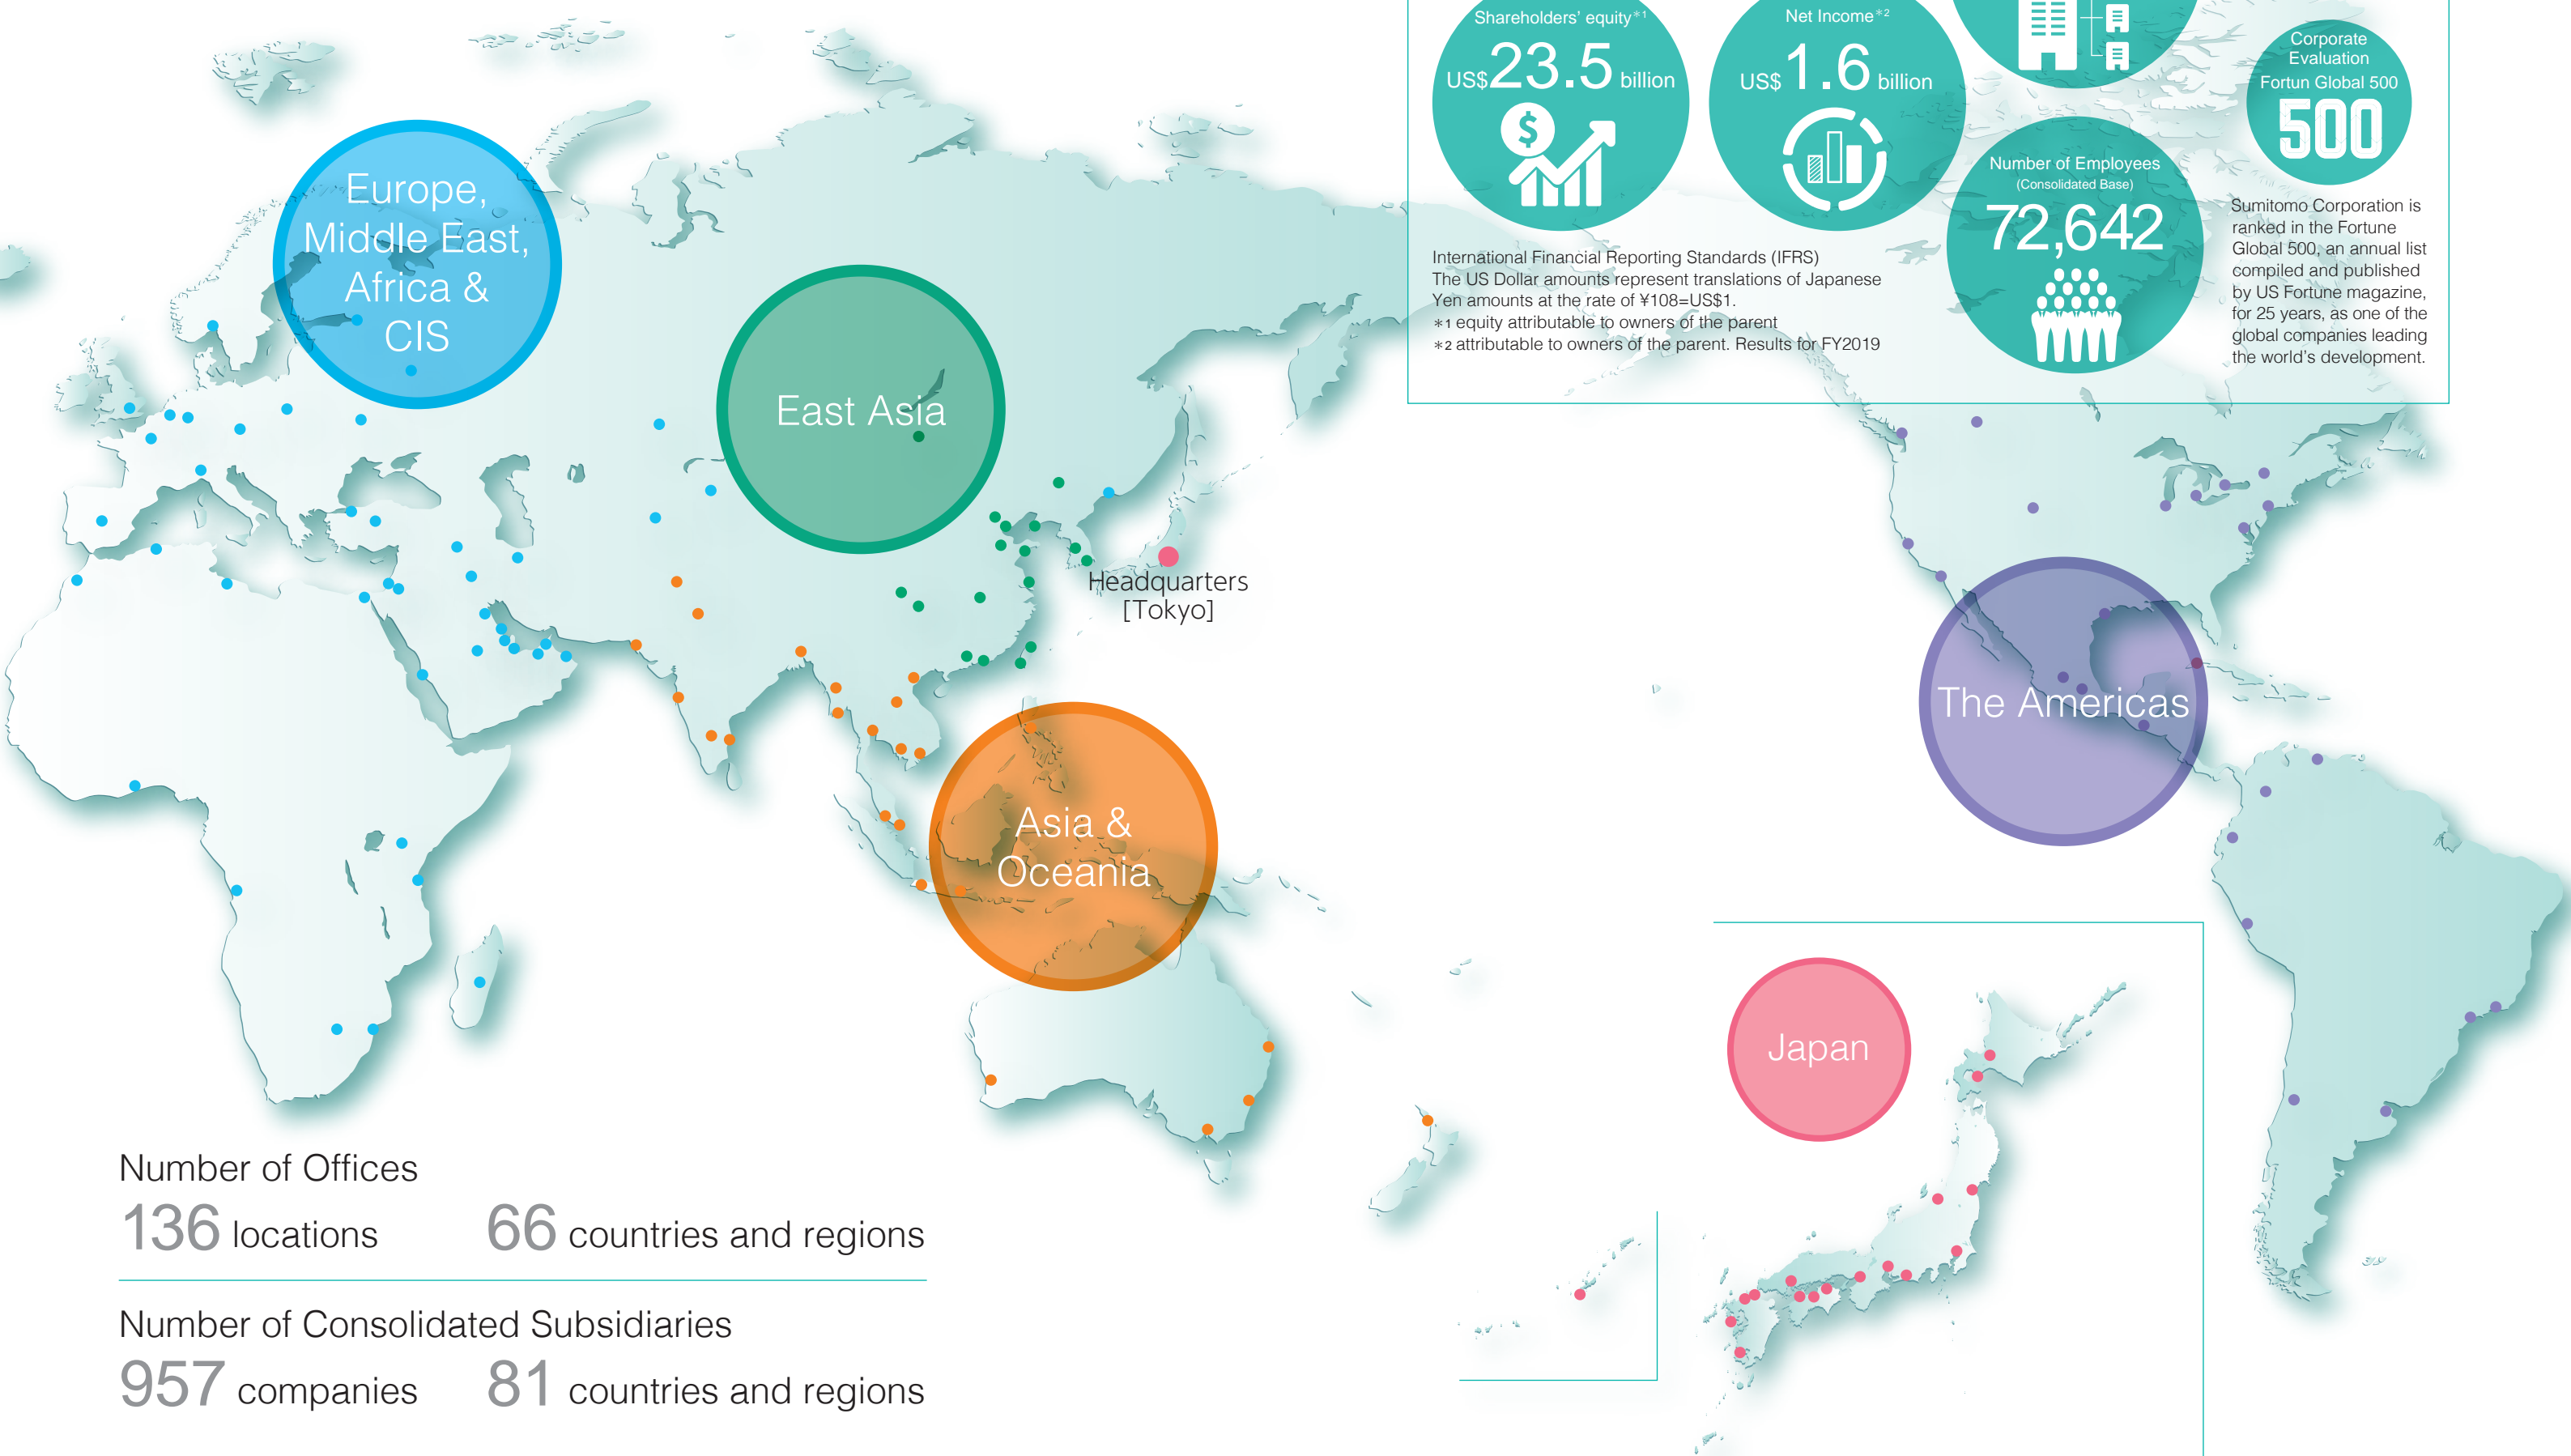 Shareholders' equity*1
US$23.5 billion
Net Income*2
US$1.6 billion
Corporate
Evaluation
Fortun Global 500
500
Number of Employees
(Consolidated Base)
72,642
Sumitomo Corporation is
ranked in the Fortune
Global 500, an annual list
compiled and published
by US Fortune magazine,
for 25 years, as one of the
global companies leading
the world's development.
International Financial Reporting Standards (IFRS)
The US Dollar amounts represent translations of Japanese
Yen amounts at the rate of ¥108=US$1.
*1 equity attributable to owners of the parent
*2 attributable to owners of the parent. Results for FY2019
Europe,
Middle East,
Africa &
CIS
East Asia
Headquarters
[Tokyo]
The Americas
Asia &
Oceania
Japan
Number of Offices
136 locations 66 countries and regions
Number of Consolidated Subsidiaries
957 companies 81 countries and regions